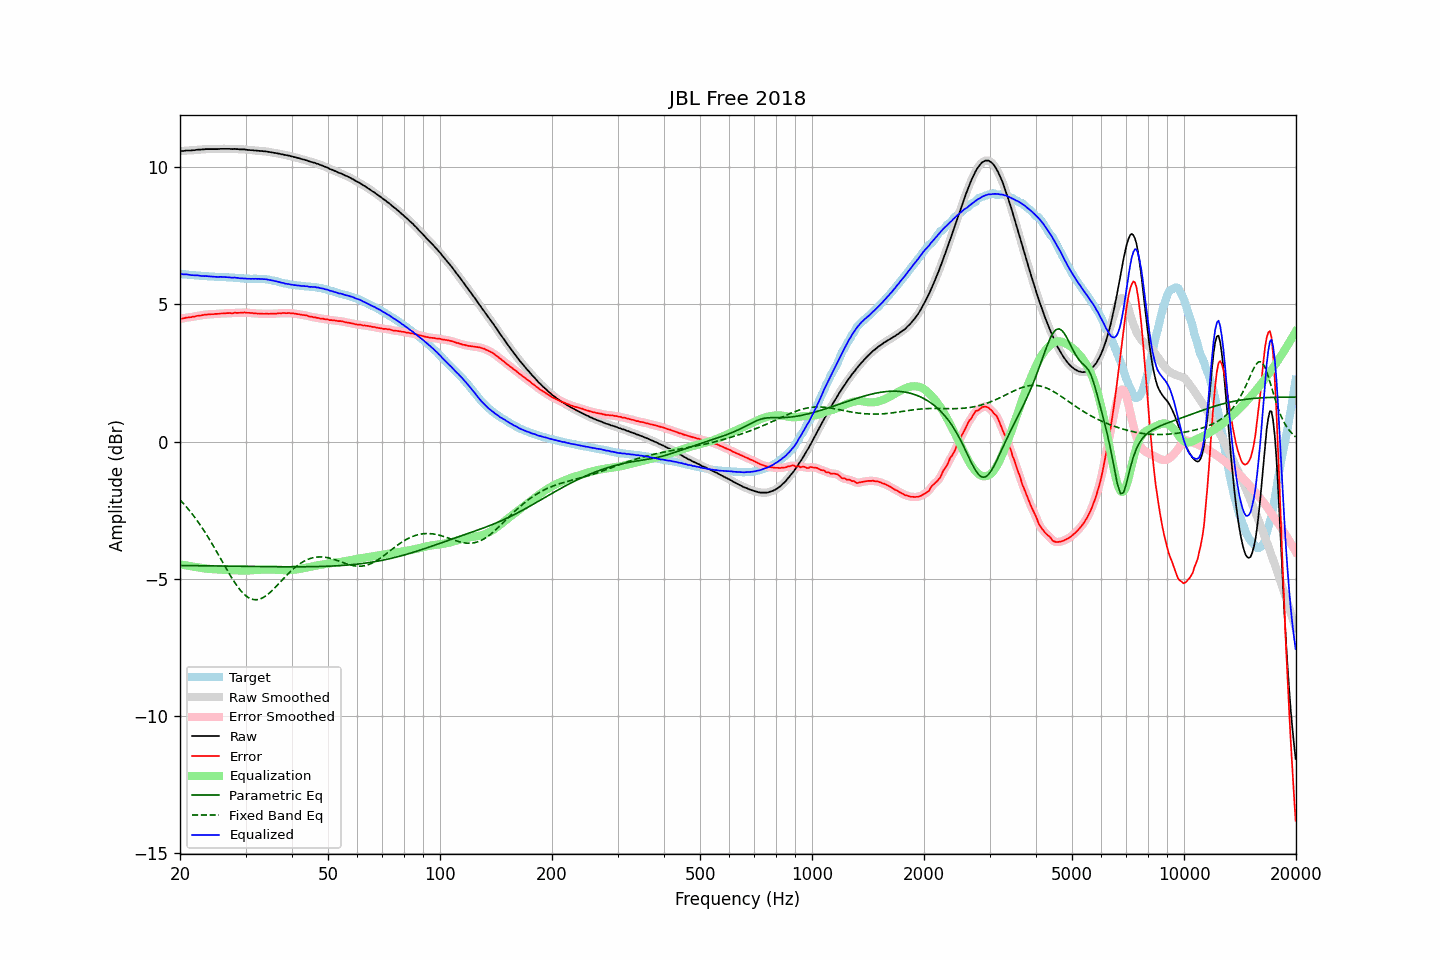 JBL Free 2018
Amplitude (dBr)
10
5
0
−5
−10
−15
Target
Raw Smoothed
Error Smoothed
Raw
Error
Equalization
Parametric Eq
Fixed Band Eq
Equalized
20 50 100 200 500 1000 2000 5000 10000 20000
Frequency (Hz)